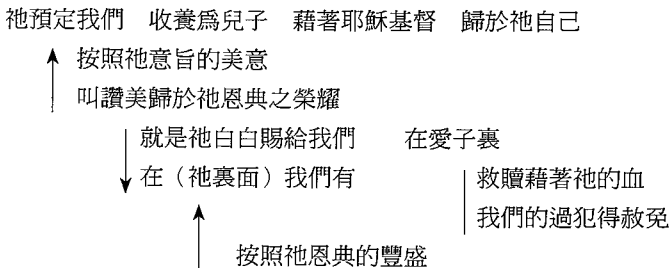 祂預定我們　收養爲兒子　藉著耶穌基督　歸於祂自己
按照祂意旨的美意
叫讚美歸於祂恩典之榮耀
就是祂白白賜給我們　在愛子裏
在（祂裏面）我們有　救贖藉著祂的血
我們的過犯得赦免
按照祂恩典的豐盛